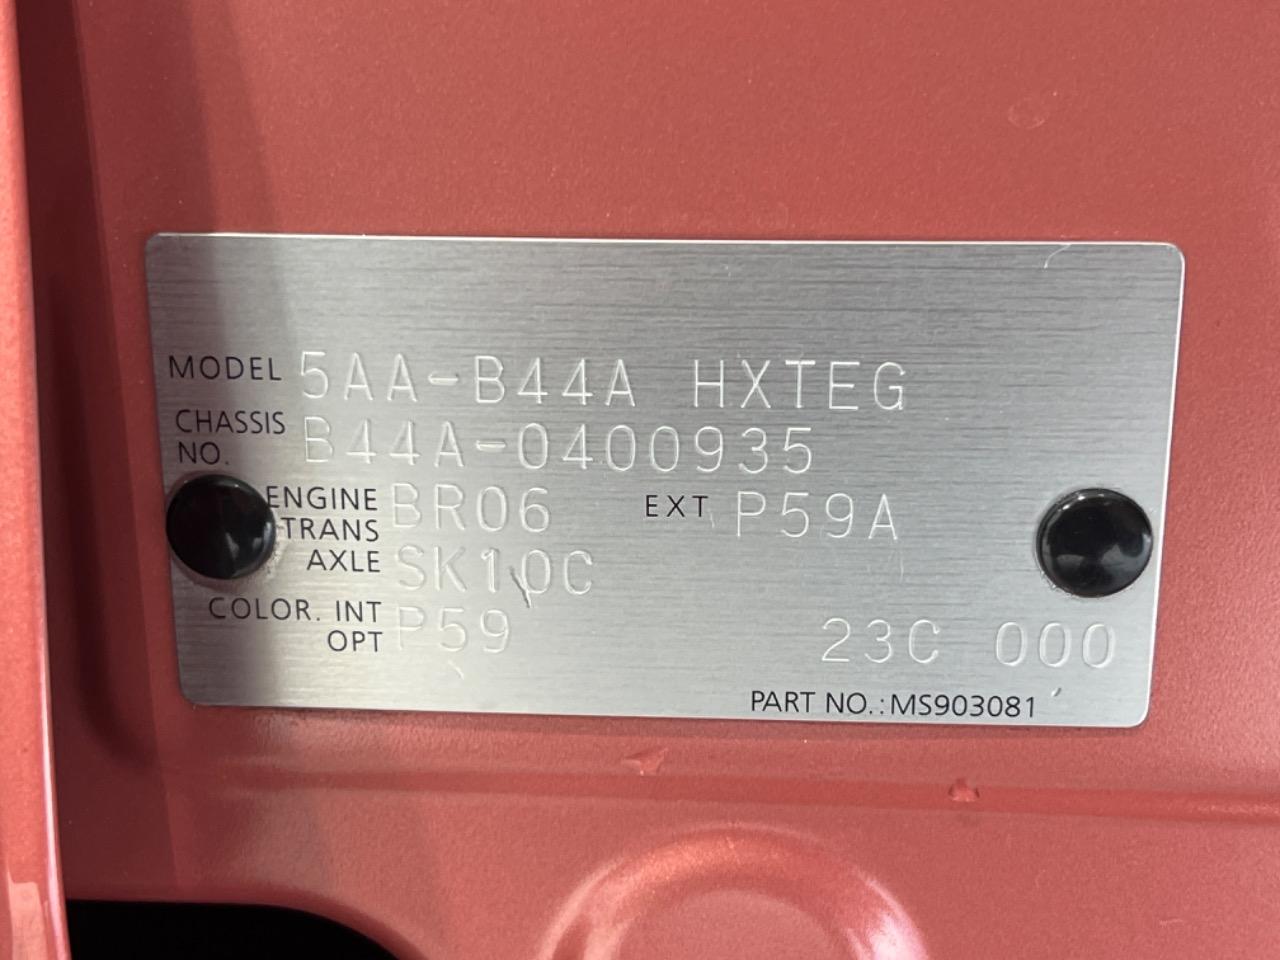 MODEL 5AA-B44A HXTEG
CHASSIS NO. B44A-0400935
ENGINE BR06 EXT P59A
TRANS AXLE SK10C
COLOR. INT OPT P59 23C 000
PART NO.:MS903081